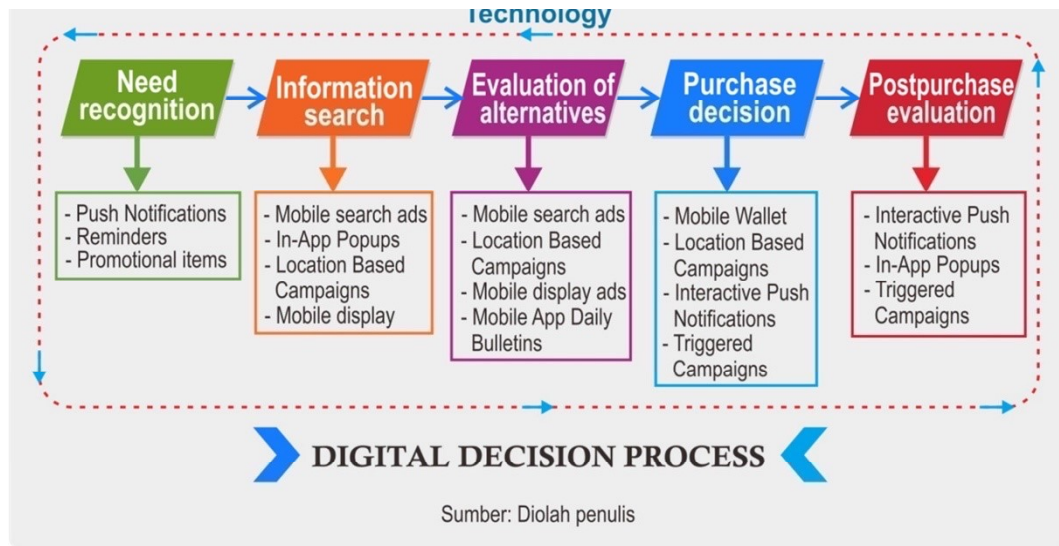 Technology
Need
recognition
Information
search
Evaluation of
alternatives
Purchase
decision
Postpurchase
evaluation
- Push Notifications
- Reminders
- Promotional items
- Mobile search ads
- In-App Popups
- Location Based
Campaigns
- Mobile display
- Mobile search ads
- Location Based
Campaigns
- Mobile display ads
- Mobile App Daily
Bulletins
- Mobile Wallet
- Location Based
Campaigns
- Interactive Push
Notifications
- Triggered
Campaigns
- Interactive Push
Notifications
- In-App Popups
- Triggered
Campaigns
DIGITAL DECISION PROCESS
Sumber: Diolah penulis